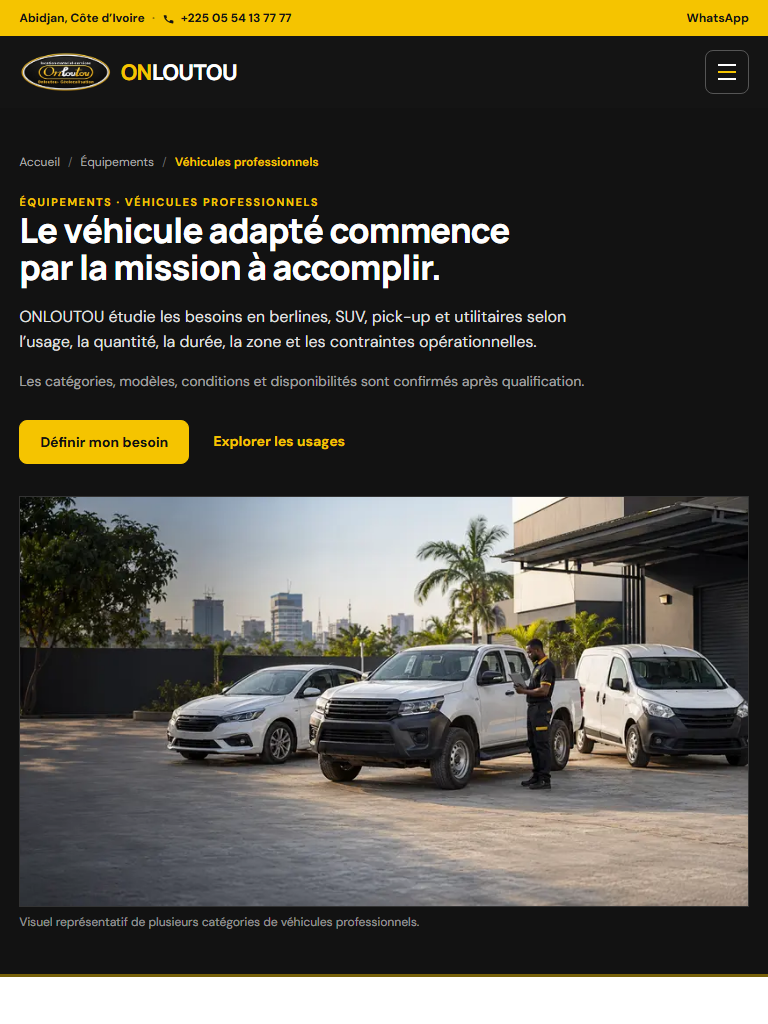 Abidjan, Côte d’Ivoire · +225 05 54 13 77 77
WhatsApp
OnLoutou
ONLOUTOU
Accueil / Équipements / Véhicules professionnels
ÉQUIPEMENTS · VÉHICULES PROFESSIONNELS
Le véhicule adapté commence
par la mission à accomplir.
ONLOUTOU étudie les besoins en berlines, SUV, pick-up et utilitaires selon
l’usage, la quantité, la durée, la zone et les contraintes opérationnelles.
Les catégories, modèles, conditions et disponibilités sont confirmés après qualification.
Définir mon besoin
Explorer les usages
Visuel représentatif de plusieurs catégories de véhicules professionnels.